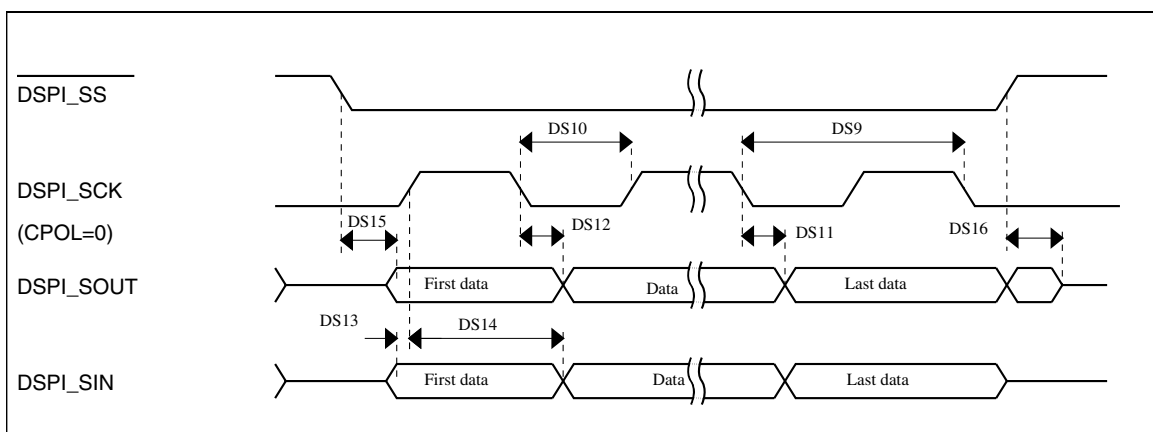 DSPI_SS
DS10
DS9
DSPI_SCK
(CPOL=0)
DS15
DS12
DS11
DS16
DSPI_SOUT
First data
Data
Last data
DS13
DS14
DSPI_SIN
First data
Data
Last data